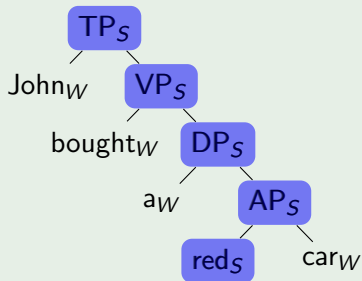 TP_S
John_W VP_S
bought_W DP_S
a_W AP_S
red_S car_W